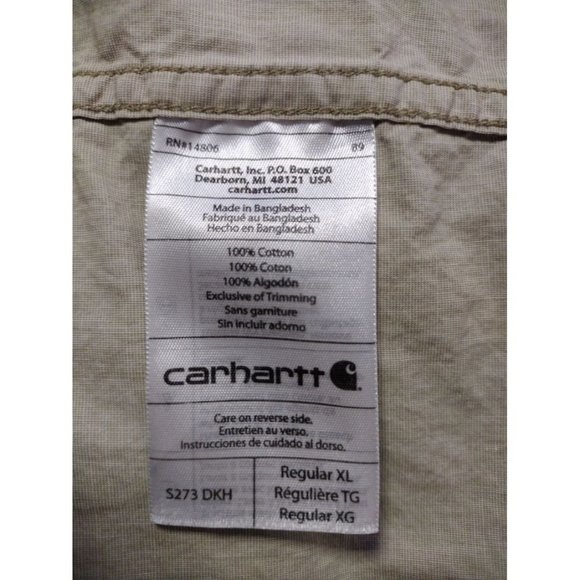 RN#14806 89
Carhartt, Inc. P.O. Box 600
Dearborn, MI 48121 USA
carhartt.com
Made in Bangladesh
Fabriqué au Bangladesh
Hecho en Bangladesh
100% Cotton
100% Coton
100% Algodón
Exclusive of Trimming
Sans garniture
Sin incluir adorno
carhartt
Care on reverse side.
Entretien au verso.
Instrucciones de cuidado al dorso.
S273 DKH
Regular XL
Régulière TG
Regular XG